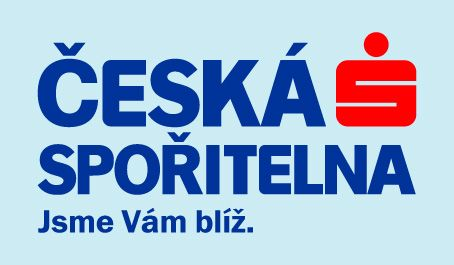 ČESKÁ
SPOŘITELNA
Jsme Vám blíž.